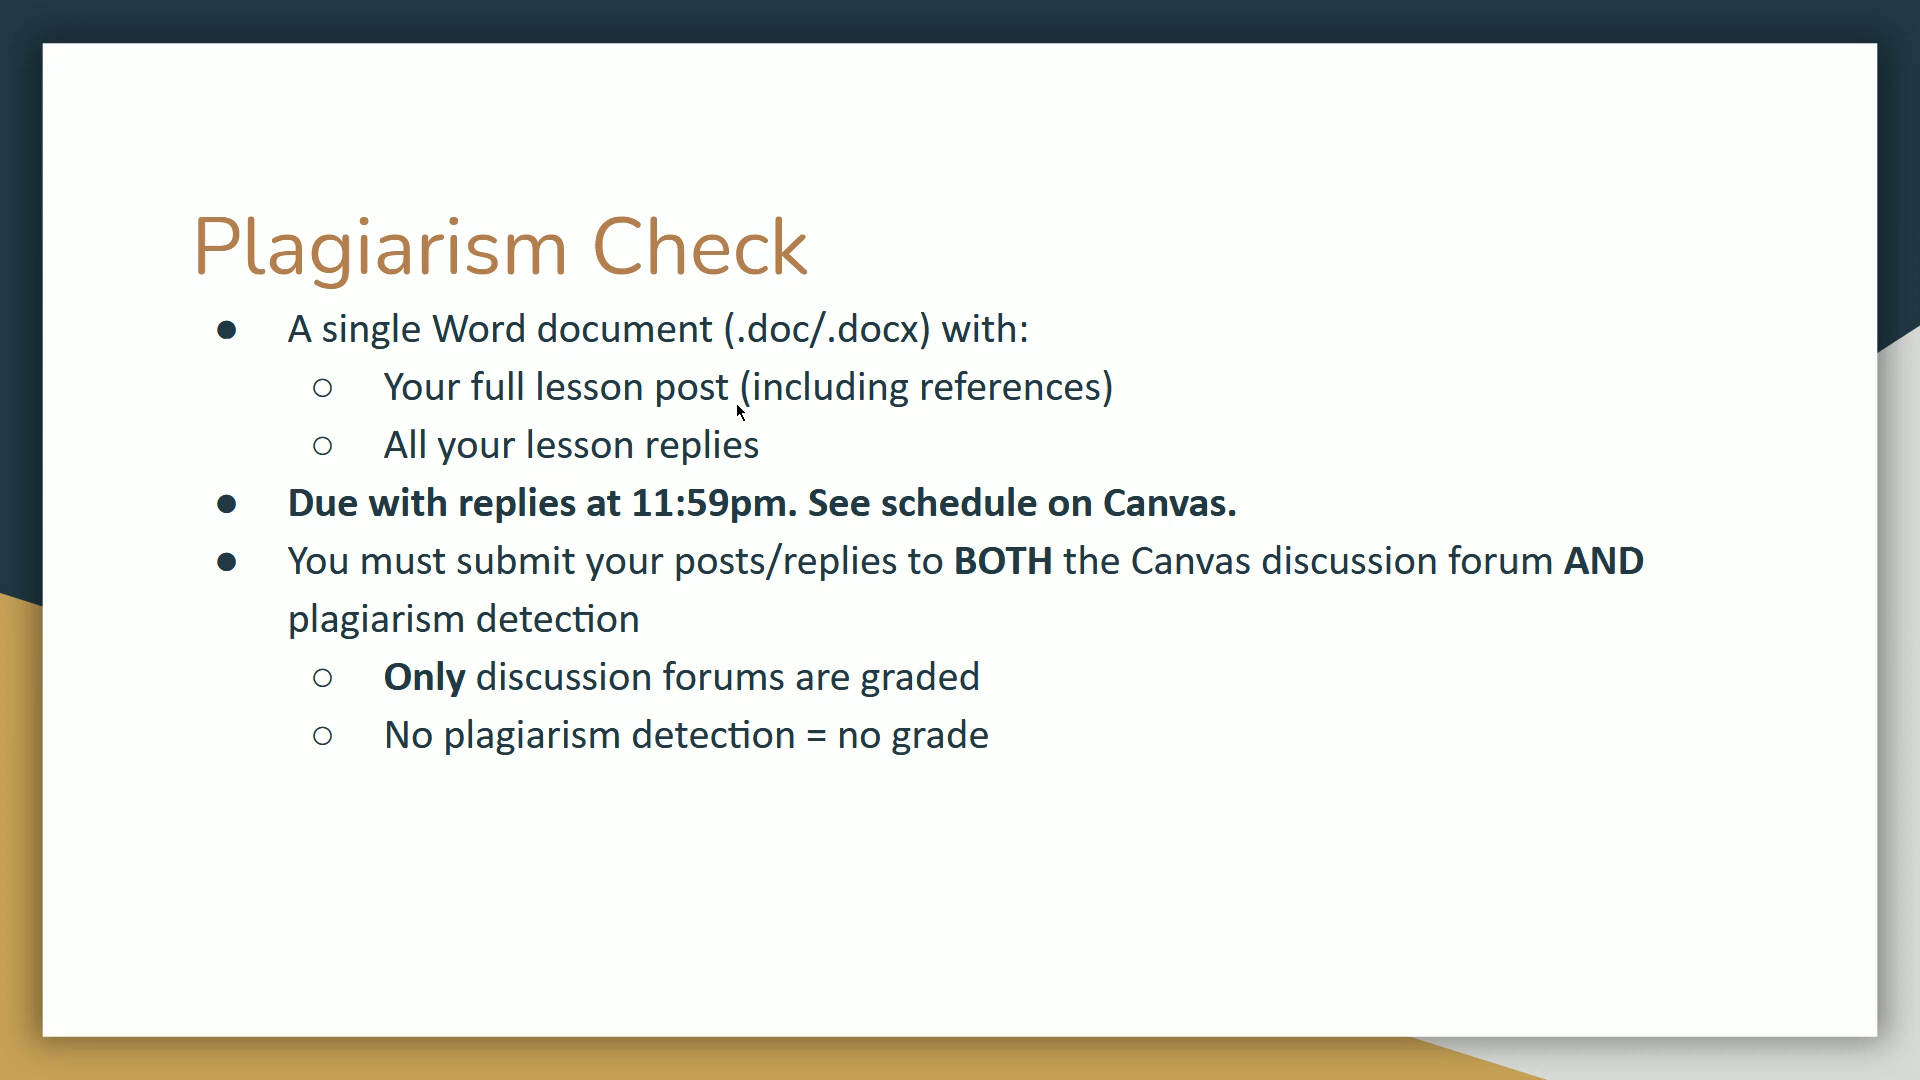 Plagiarism Check
● A single Word document (.doc/.docx) with:
○ Your full lesson post (including references)
○ All your lesson replies
● Due with replies at 11:59pm. See schedule on Canvas.
● You must submit your posts/replies to BOTH the Canvas discussion forum AND
plagiarism detection
○ Only discussion forums are graded
○ No plagiarism detection = no grade